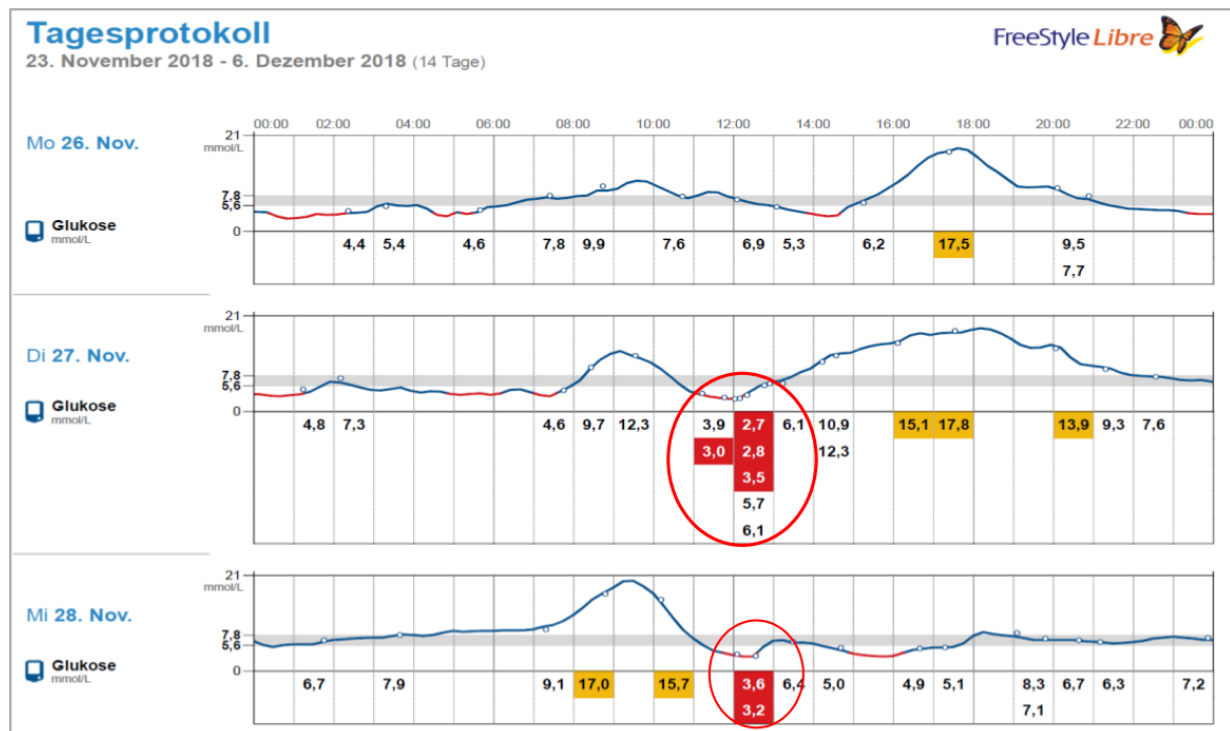 Tagesprotokoll
23. November 2018 - 6. Dezember 2018 (14 Tage)
FreeStyle Libre
00:00 02:00 04:00 06:00 08:00 10:00 12:00 14:00 16:00 18:00 20:00 22:00 00:00
Mo 26. Nov.
21
mmol/L
7,8
5,6
0
Glukose
mmol/L
4,4 5,4 4,6 7,8 9,9 7,6 6,9 5,3 6,2 17,5 9,5
7,7
Di 27. Nov.
21
mmol/L
7,8
5,6
0
Glukose
mmol/L
4,8 7,3 4,6 9,7 12,3 3,9 2,7 6,1 10,9 15,1 17,8 13,9 9,3 7,6
3,0 2,8 12,3
3,5
5,7
6,1
Mi 28. Nov.
21
mmol/L
7,8
5,6
0
Glukose
mmol/L
6,7 7,9 9,1 17,0 15,7 3,6 6,4 5,0 4,9 5,1 8,3 6,7 6,3 7,2
3,2 7,1